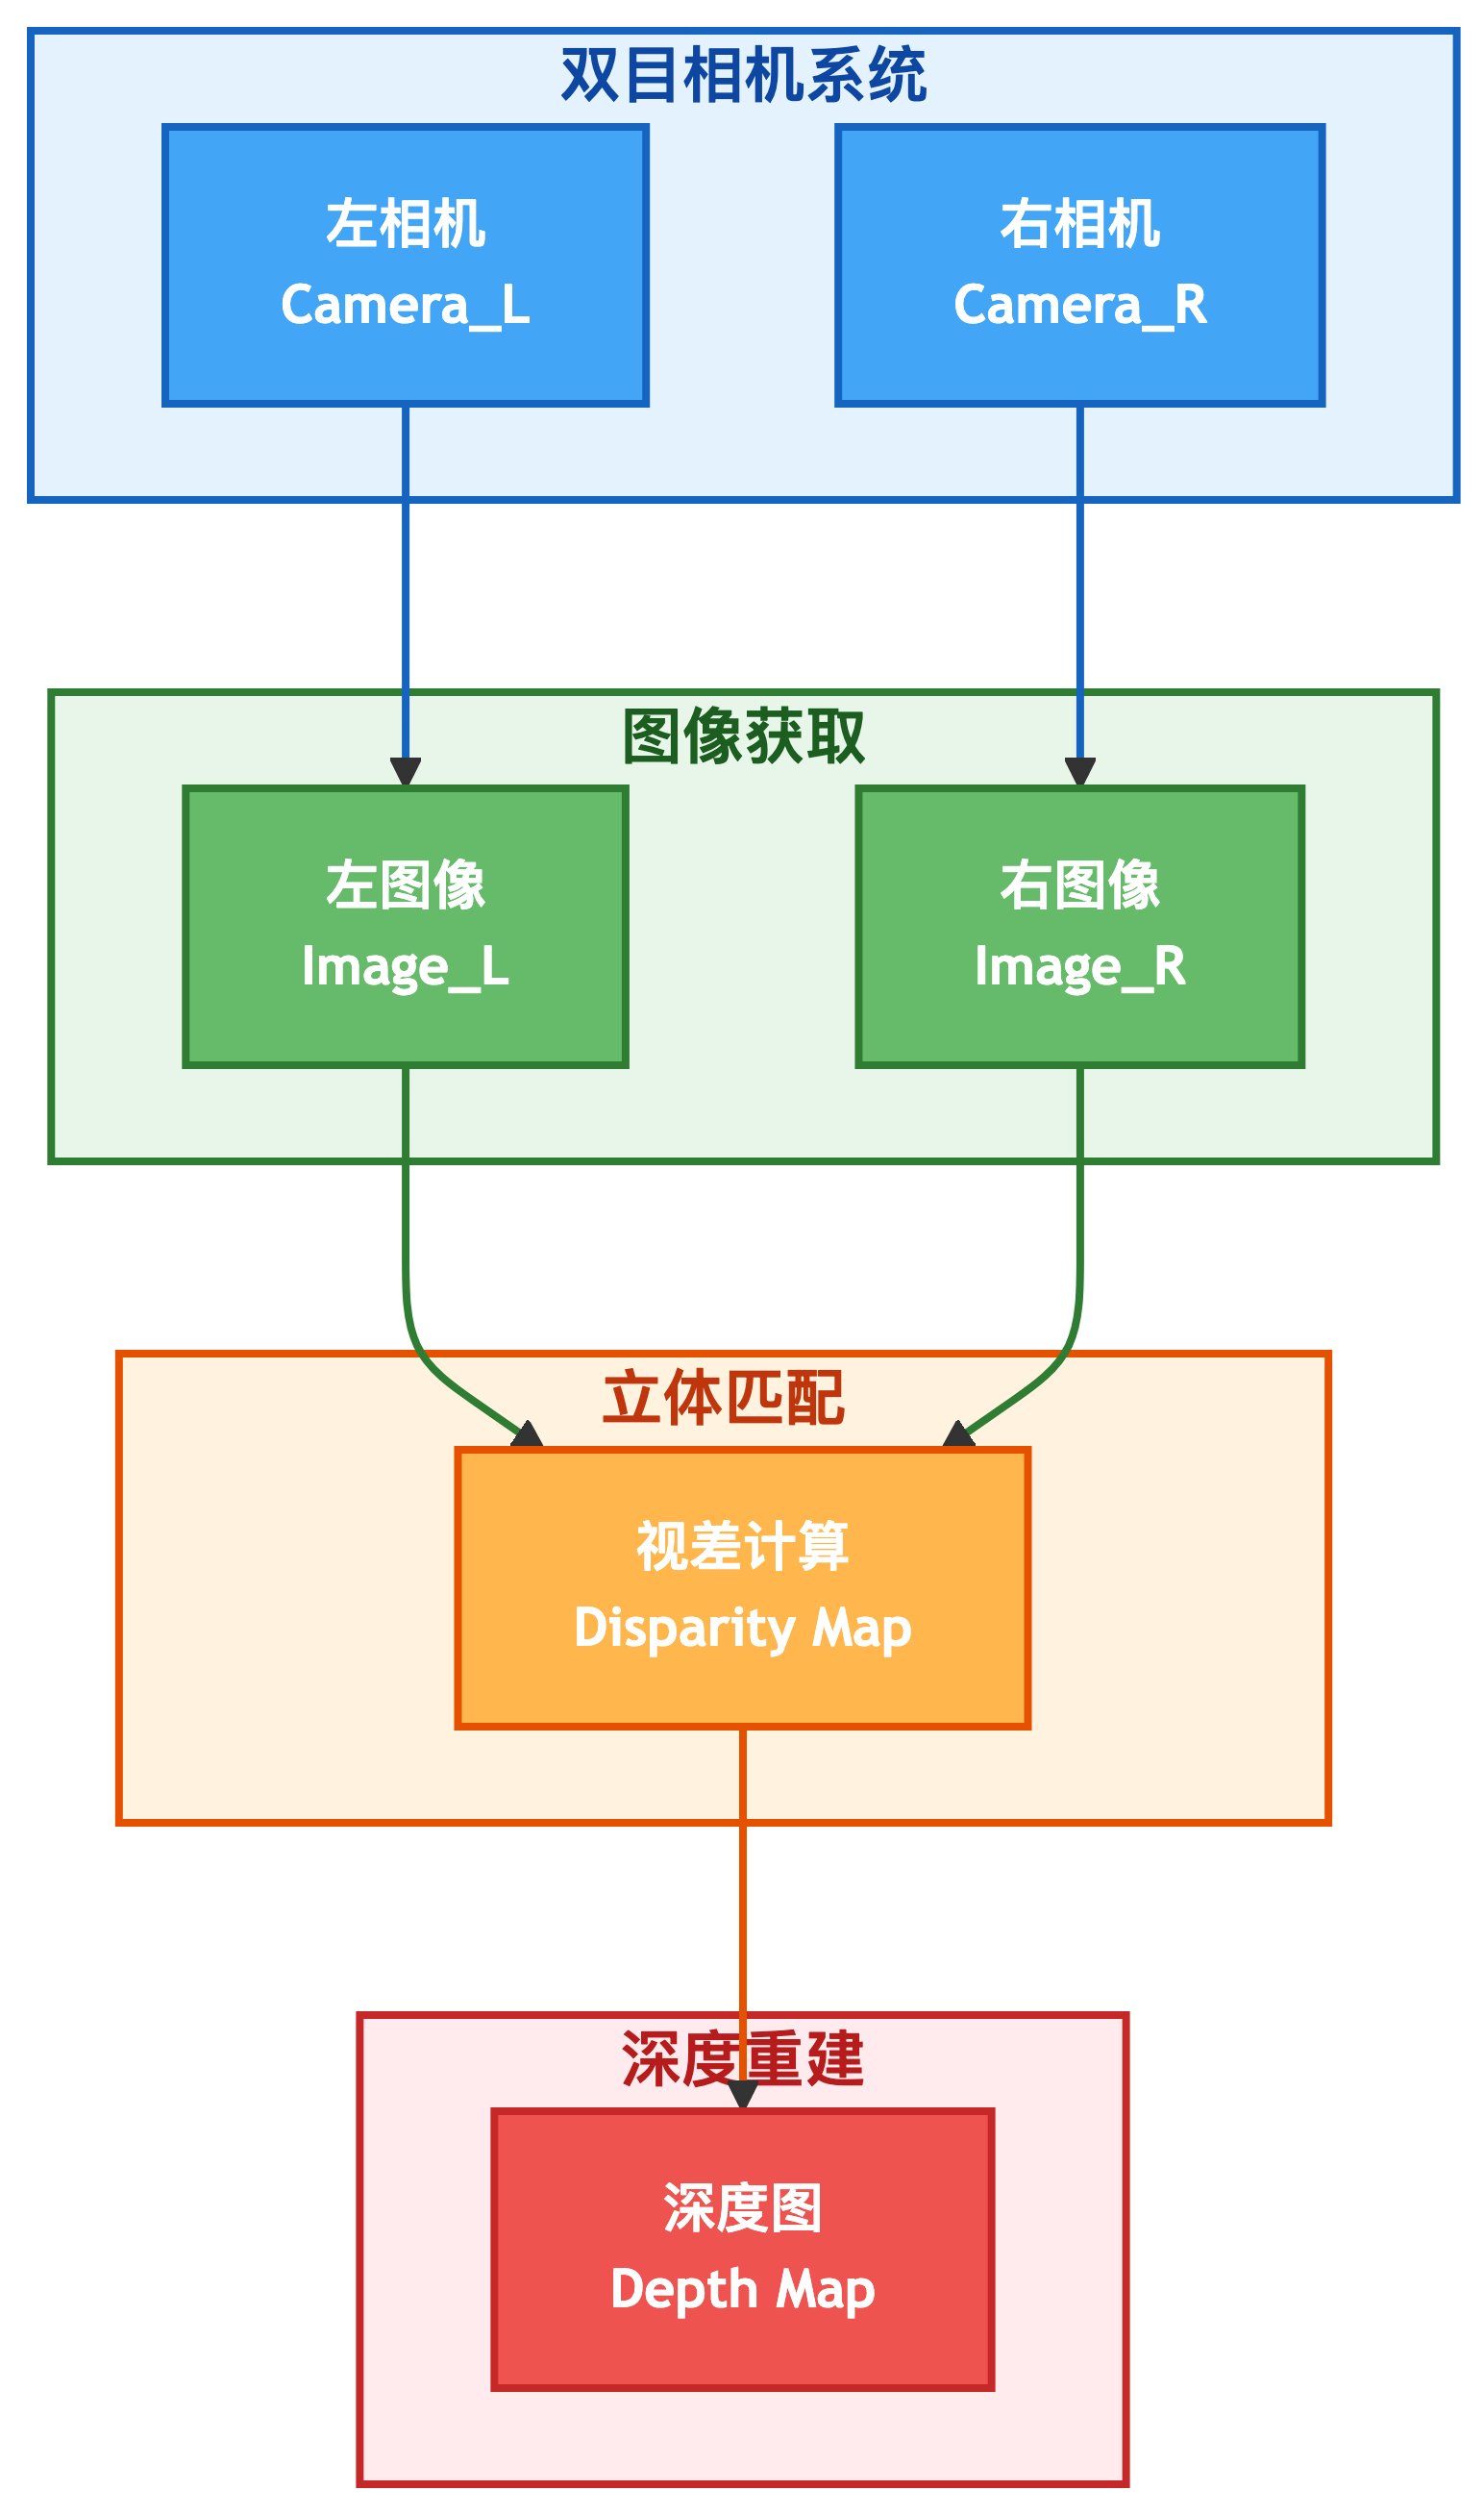 双目相机系统
左相机
Camera_L
右相机
Camera_R
图像获取
左图像
Image_L
右图像
Image_R
立体匹配
视差计算
Disparity Map
深度重建
深度图
Depth Map